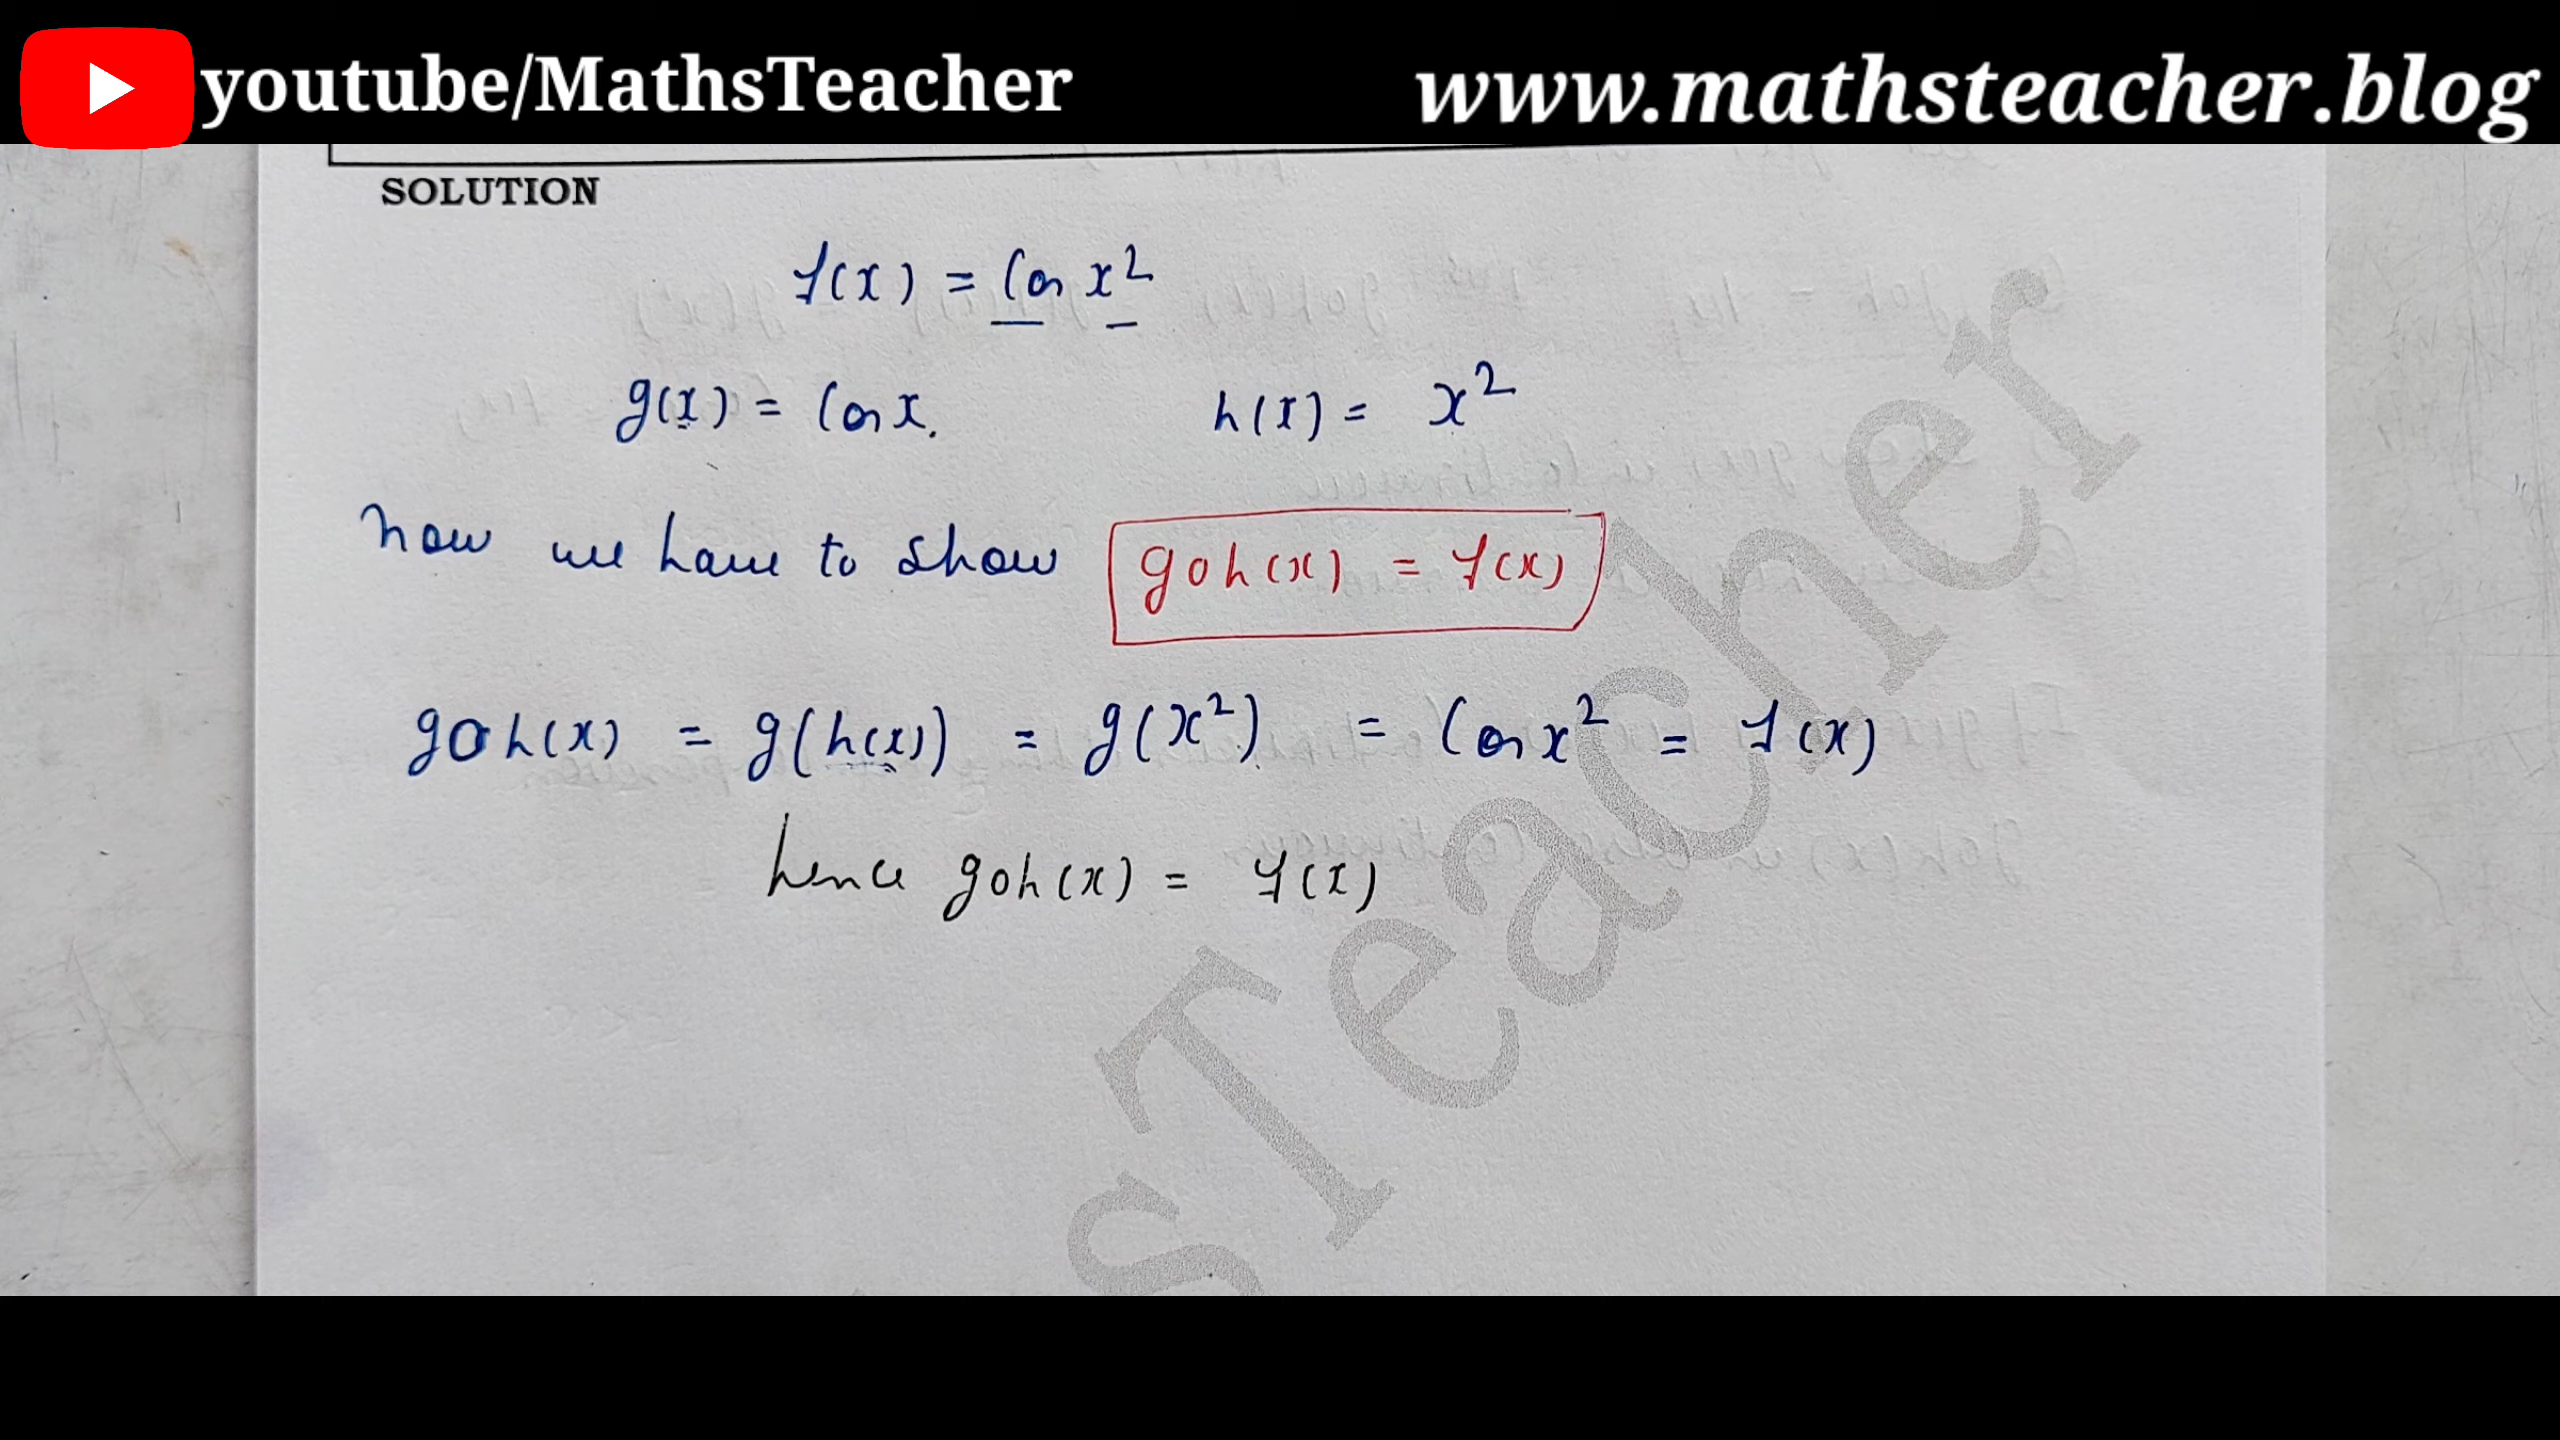 youtube/MathsTeacher
www.mathsteacher.blog
SOLUTION
f(x) = Cos x²
g(x) = Cos x. h(x) = x²
now we have to show goh(x) = f(x)
goh(x) = g(h(x)) = g(x²) = Cos x² = f(x)
hence goh(x) = f(x)
sTeacher